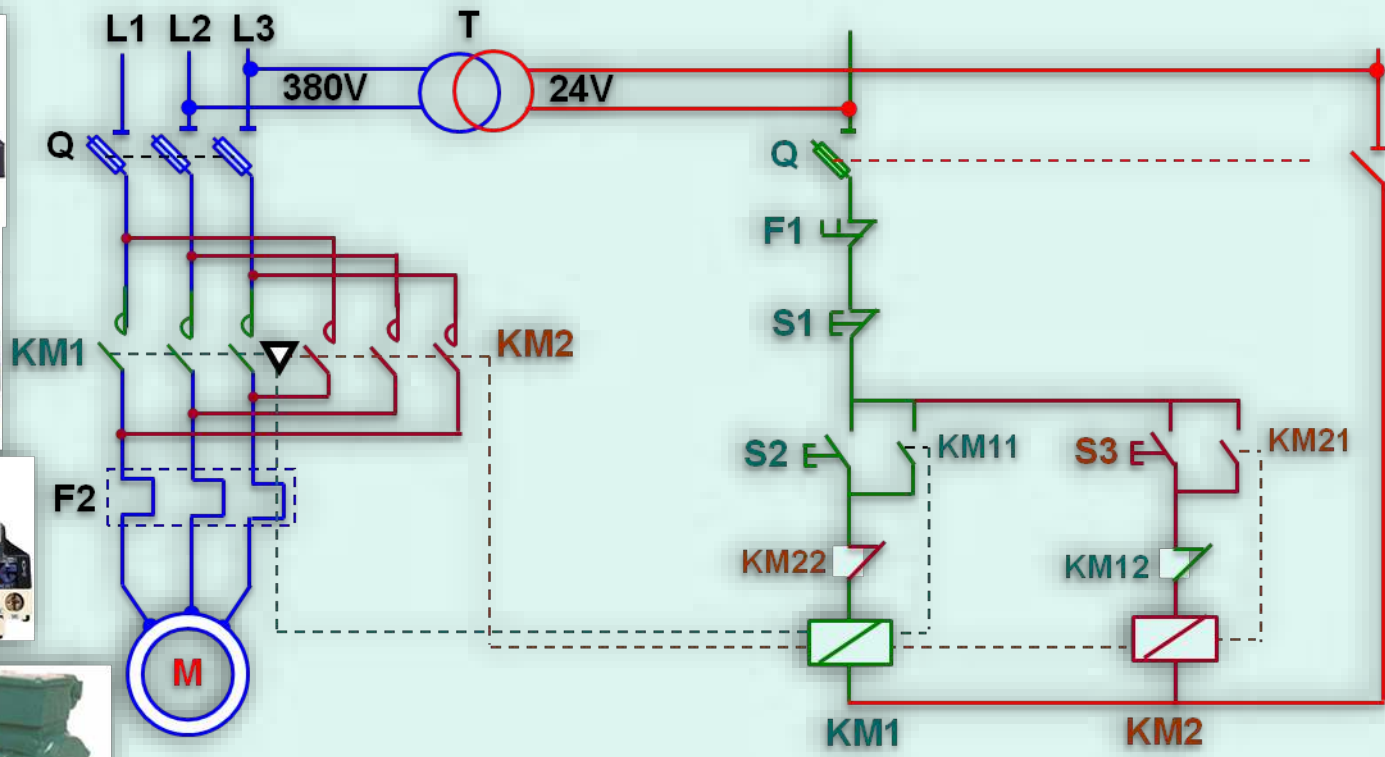 L1 L2 L3 T
380V 24V
Q Q
F1
S1
KM1 KM2
S2 KM11 S3 KM21
F2
KM22 KM12
M
KM1 KM2